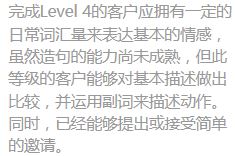 完成Level 4的客户应拥有一定的
日常词汇量来表达基本的情感，
虽然造句的能力尚未成熟，但此
等级的客户能够对基本描述做出
比较，并运用副词来描述动作。
同时，已经能够提出或接受简单
的邀请。